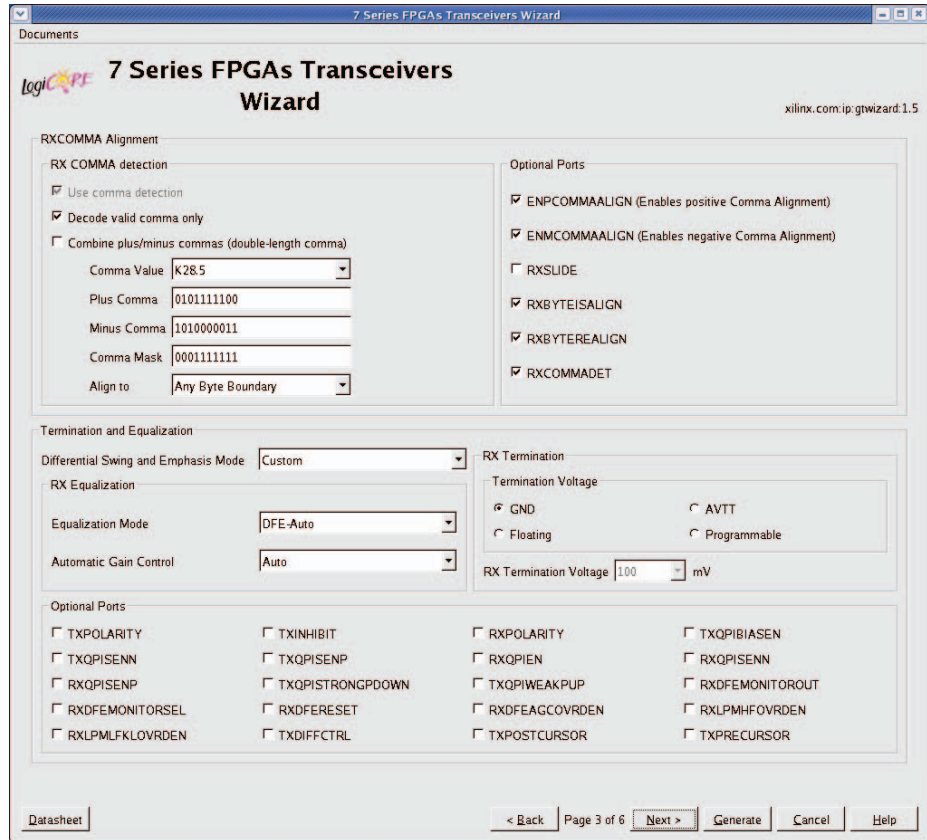 7 Series FPGAs Transceivers Wizard
Documents
logiCORE
7 Series FPGAs Transceivers
Wizard
xilinx.com:ip:gtwizard:1.5
RXCOMMA Alignment
RX COMMA detection
Use comma detection
Decode valid comma only
Combine plus/minus commas (double-length comma)
Comma Value K28.5
Plus Comma 0101111100
Minus Comma 1010000011
Comma Mask 0001111111
Align to Any Byte Boundary
Optional Ports
ENPCOMMAALIGN (Enables positive Comma Alignment)
ENMCOMMAALIGN (Enables negative Comma Alignment)
RXSLIDE
RXBYTEISALIGN
RXBYTEREALIGN
RXCOMMADET
Termination and Equalization
Differential Swing and Emphasis Mode Custom
RX Equalization
Equalization Mode DFE-Auto
Automatic Gain Control Auto
RX Termination
Termination Voltage
GND AVTT
Floating Programmable
RX Termination Voltage 100 mV
Optional Ports
TXPOLARITY TXINHIBIT RXPOLARITY TXQPIBIASEN
TXQPISENN TXQPISENP RXQPIEN RXQPISENN
RXQPISENP TXQPISTRONGPDOWN TXQPIWEAKPUP RXDFEMONITOROUT
RXDFEMONITORSEL RXDFERESET RXDFEAGCOVRDEN RXLPMHFOVRDEN
RXLPMLFKLOVRDEN TXDIFFCTRL TXPOSTCURSOR TXPRECURSOR
Datasheet < Back Page 3 of 6 Next > Generate Cancel Help